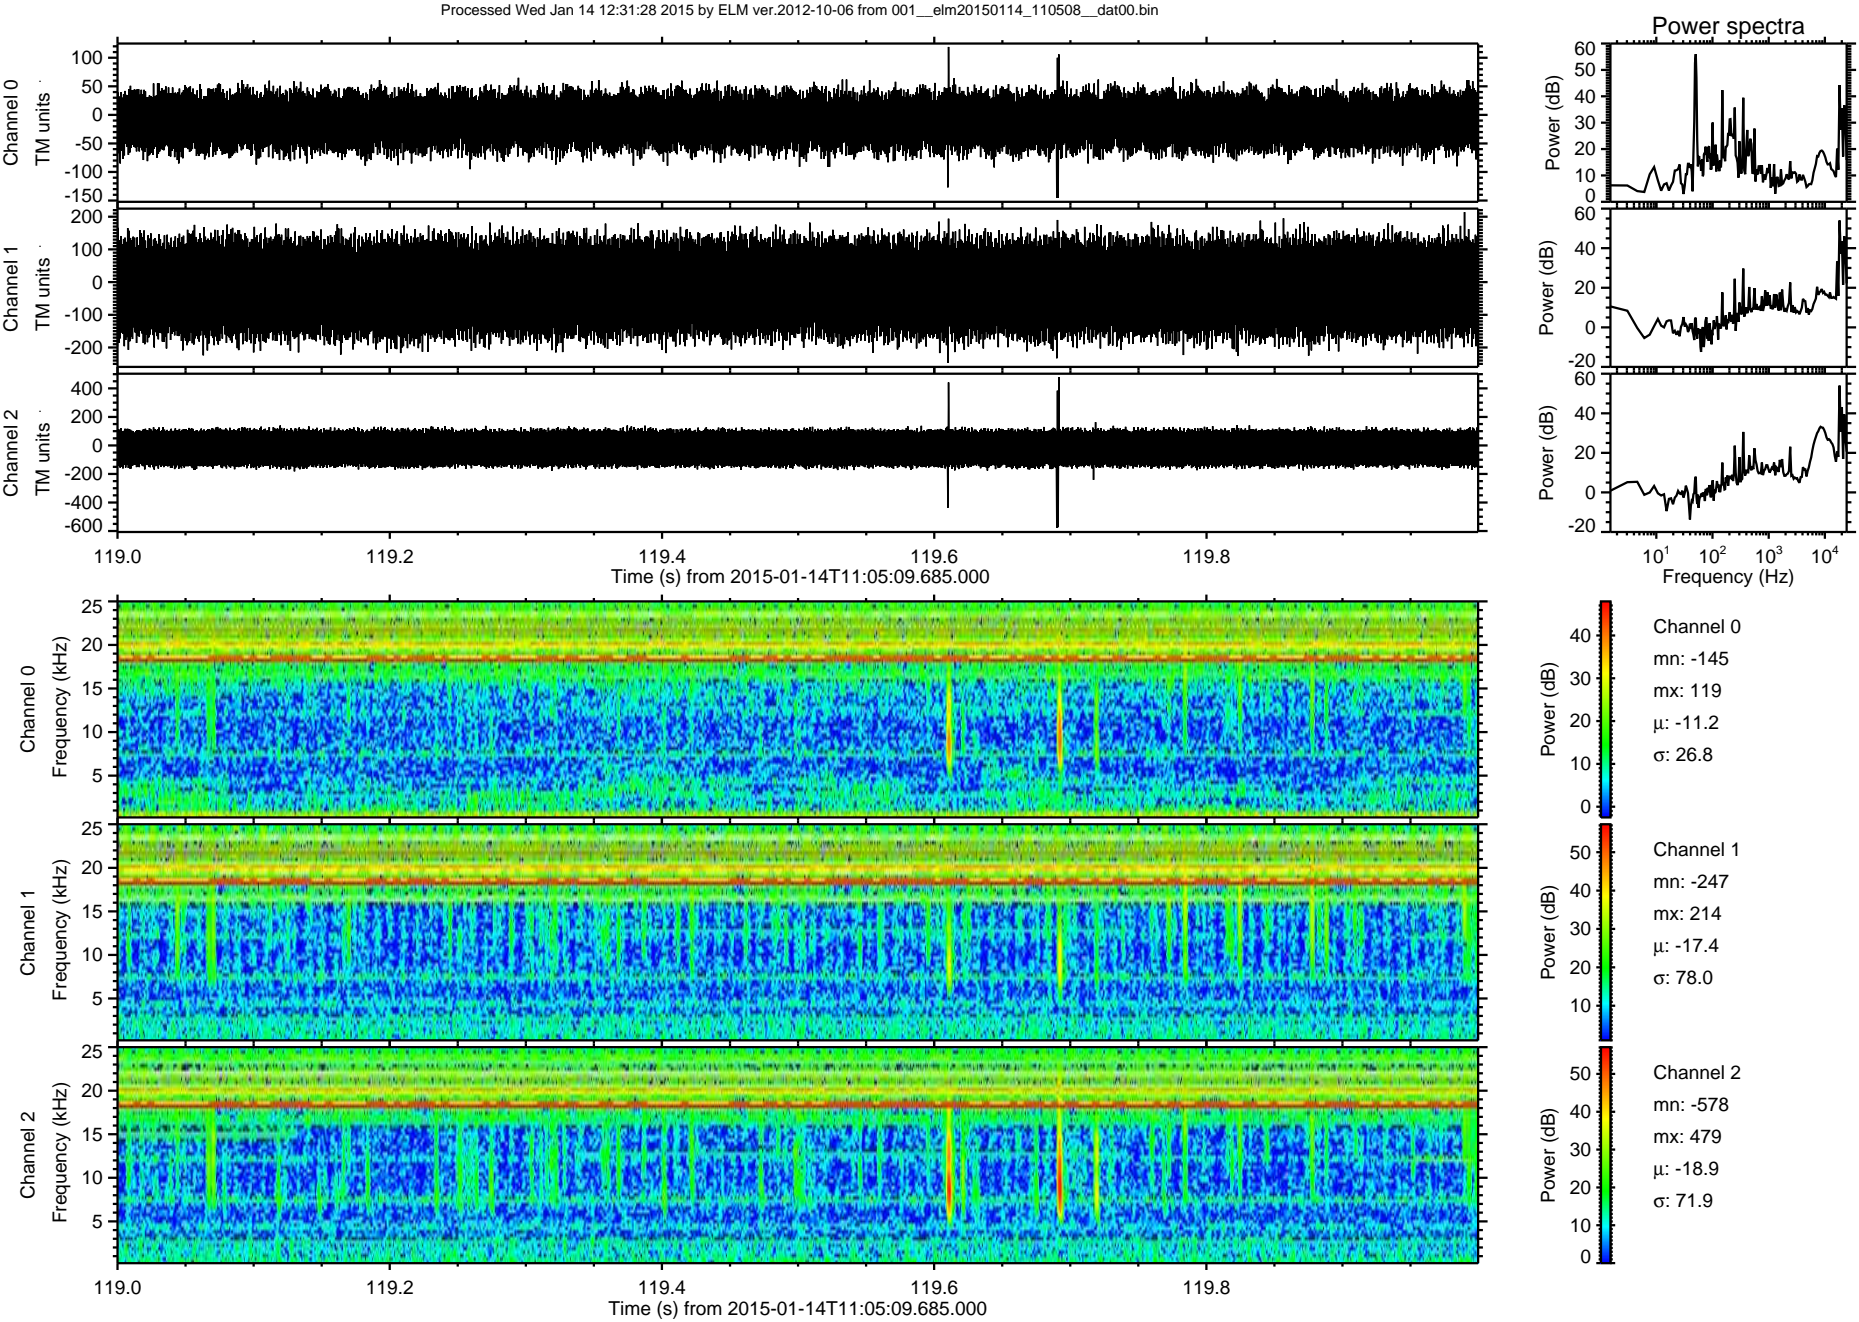 Processed Wed Jan 14 12:31:28 2015 by ELM ver.2012-10-06 from 001__elm20150114_110508__dat00.bin
Power spectra
Channel 0
TM units
100
50
0
-50
-100
-150
Power (dB)
60
50
40
30
20
10
0
Channel 1
TM units
200
100
0
-100
-200
Power (dB)
60
40
20
0
-20
Channel 2
TM units
400
200
0
-200
-400
-600
Power (dB)
60
40
20
0
-20
119.0 119.2 119.4 119.6 119.8
Time (s) from 2015-01-14T11:05:09.685.000
10¹ 10² 10³ 10⁴
Frequency (Hz)
Channel 0
Frequency (kHz)
25
20
15
10
5
Power (dB)
40
30
20
10
0
Channel 0
mn: -145
mx: 119
μ: -11.2
σ: 26.8
Channel 1
Frequency (kHz)
25
20
15
10
5
Power (dB)
50
40
30
20
10
Channel 1
mn: -247
mx: 214
μ: -17.4
σ: 78.0
Channel 2
Frequency (kHz)
25
20
15
10
5
Power (dB)
50
40
30
20
10
0
Channel 2
mn: -578
mx: 479
μ: -18.9
σ: 71.9
119.0 119.2 119.4 119.6 119.8
Time (s) from 2015-01-14T11:05:09.685.000